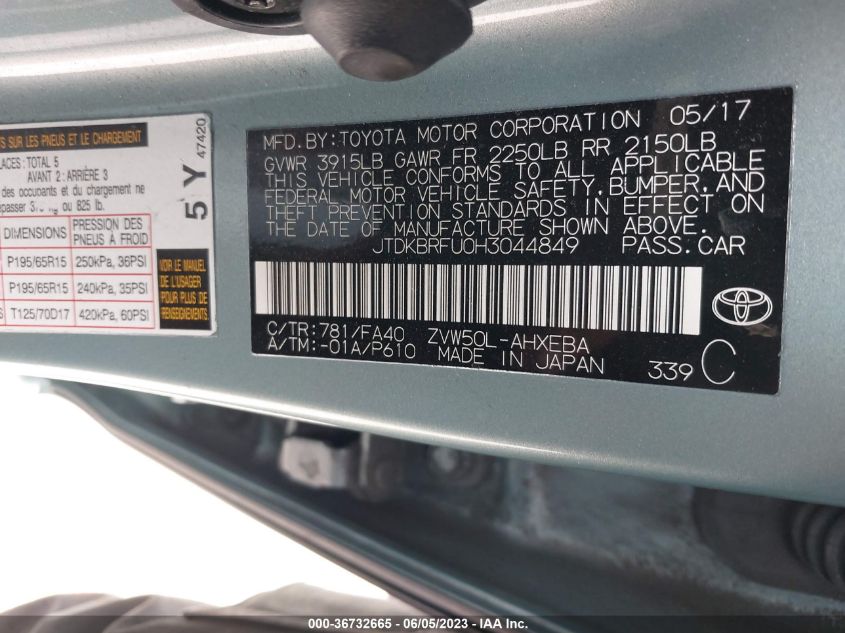 TS SUR LES PNEUS ET LE CHARGEMENT
PLACES: TOTAL 5
AVANT 2: ARRIÈRE 3
des occupants et du chargement ne
kg ou 825 lb.
DIMENSIONS PRESSION DES PNEUS À FROID
P195/65R15 250kPa, 36PSI
P195/65R15 240kPa, 35PSI
T125/70D17 420kPa, 60PSI
VOIR LE MANUEL
DE L'USAGER
POUR PLUS DE
RENSEIGNEMENTS
5Y
47420
MFD. BY: TOYOTA MOTOR CORPORATION 05/17
GVWR 3915LB GAWR FR 2250LB RR 2150LB
THIS VEHICLE CONFORMS TO ALL APPLICABLE
FEDERAL MOTOR VEHICLE SAFETY, BUMPER, AND
THEFT PREVENTION STANDARDS IN EFFECT ON
THE DATE OF MANUFACTURE SHOWN ABOVE.
JTDKBRFU0H3044849 PASS. CAR
C/TR: 781/FA40 ZVW50L-AHXEBA
A/TM: -01A/P610 MADE IN JAPAN
339 C
TOYOTA
000-36732665 - 06/05/2023 - IAA Inc.